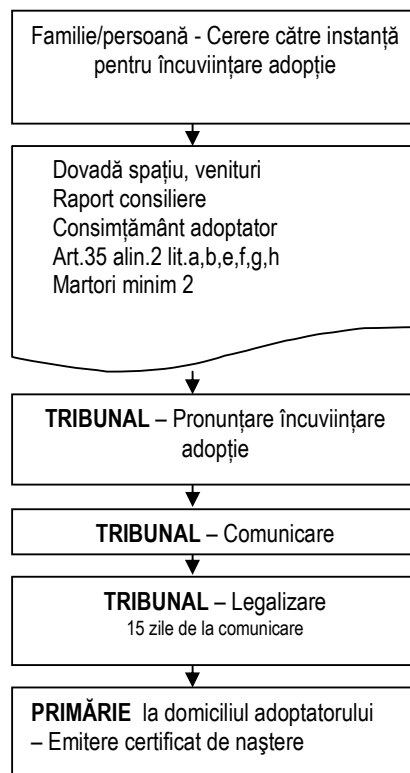 Familie/persoană - Cerere către instanță
pentru încuviințare adopție
Dovadă spațiu, venituri
Raport consiliere
Consimțământ adoptator
Art.35 alin.2 lit.a,b,e,f,g,h
Martori minim 2
TRIBUNAL – Pronunțare încuviințare
adopție
TRIBUNAL – Comunicare
TRIBUNAL – Legalizare
15 zile de la comunicare
PRIMĂRIE la domiciliul adoptatorului
– Emitere certificat de naştere